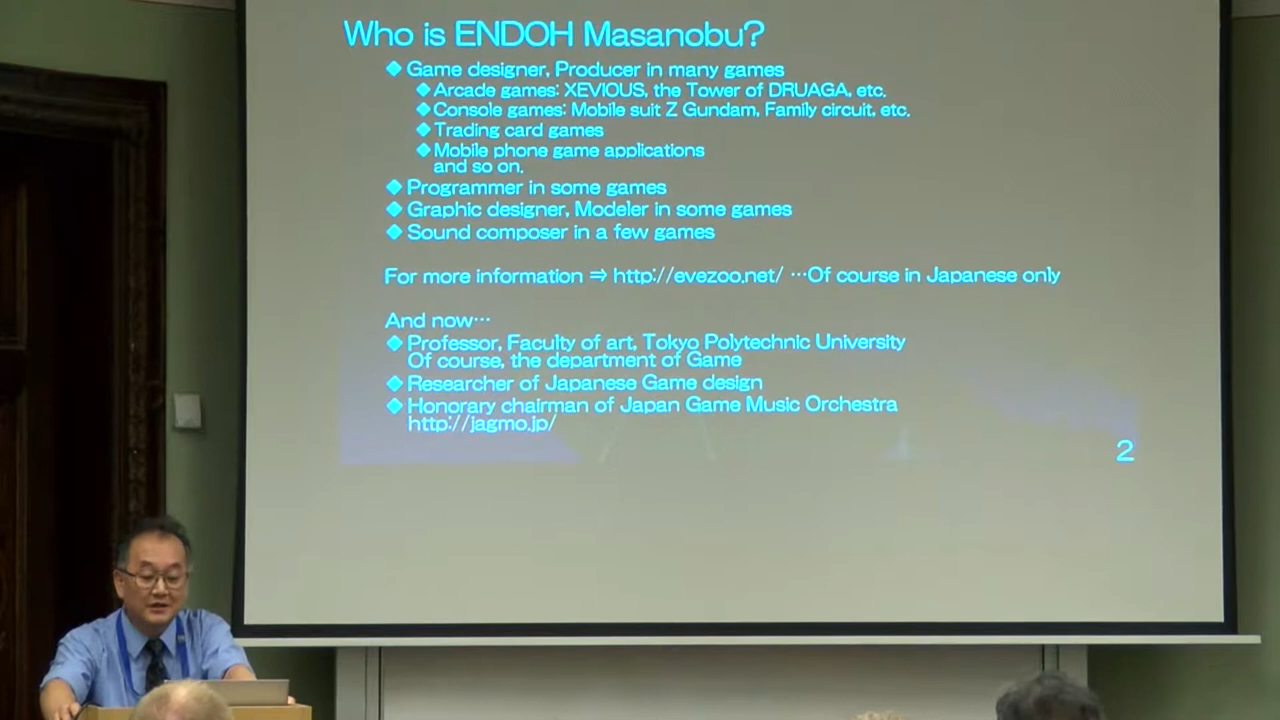 Who is ENDOH Masanobu?
◆Game designer, Producer in many games
◆Arcade games: XEVIOUS, the Tower of DRUAGA, etc.
◆Console games: Mobile suit Z Gundam, Family circuit, etc.
◆Trading card games
◆Mobile phone game applications
and so on.
◆Programmer in some games
◆Graphic designer, Modeler in some games
◆Sound composer in a few games
For more information ⇒ http://evezoo.net/ …Of course in Japanese only
And now…
◆Professor, Faculty of art, Tokyo Polytechnic University
Of course, the department of Game
◆Researcher of Japanese Game design
◆Honorary chairman of Japan Game Music Orchestra
http://jagmo.jp/
2